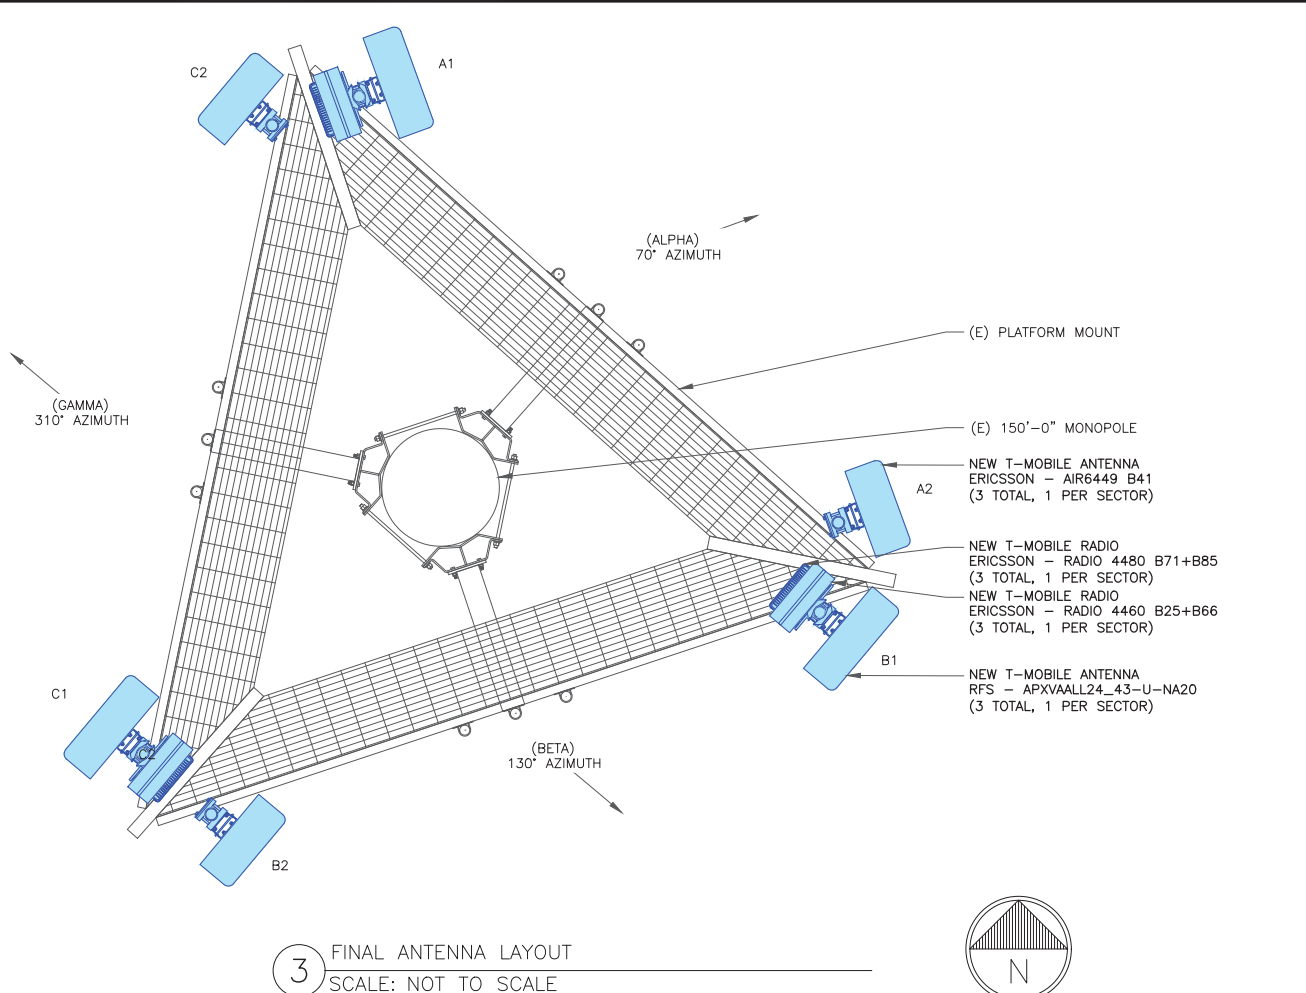 C2
A1
(ALPHA)
70° AZIMUTH
(E) PLATFORM MOUNT
(GAMMA)
310° AZIMUTH
(E) 150'-0" MONOPOLE
NEW T-MOBILE ANTENNA
ERICSSON - AIR6449 B41
(3 TOTAL, 1 PER SECTOR)
A2
NEW T-MOBILE RADIO
ERICSSON - RADIO 4480 B71+B85
(3 TOTAL, 1 PER SECTOR)
NEW T-MOBILE RADIO
ERICSSON - RADIO 4460 B25+B66
(3 TOTAL, 1 PER SECTOR)
B1
NEW T-MOBILE ANTENNA
RFS - APXVAALL24_43-U-NA20
(3 TOTAL, 1 PER SECTOR)
C1
C2
(BETA)
130° AZIMUTH
B2
3
FINAL ANTENNA LAYOUT
SCALE: NOT TO SCALE
N